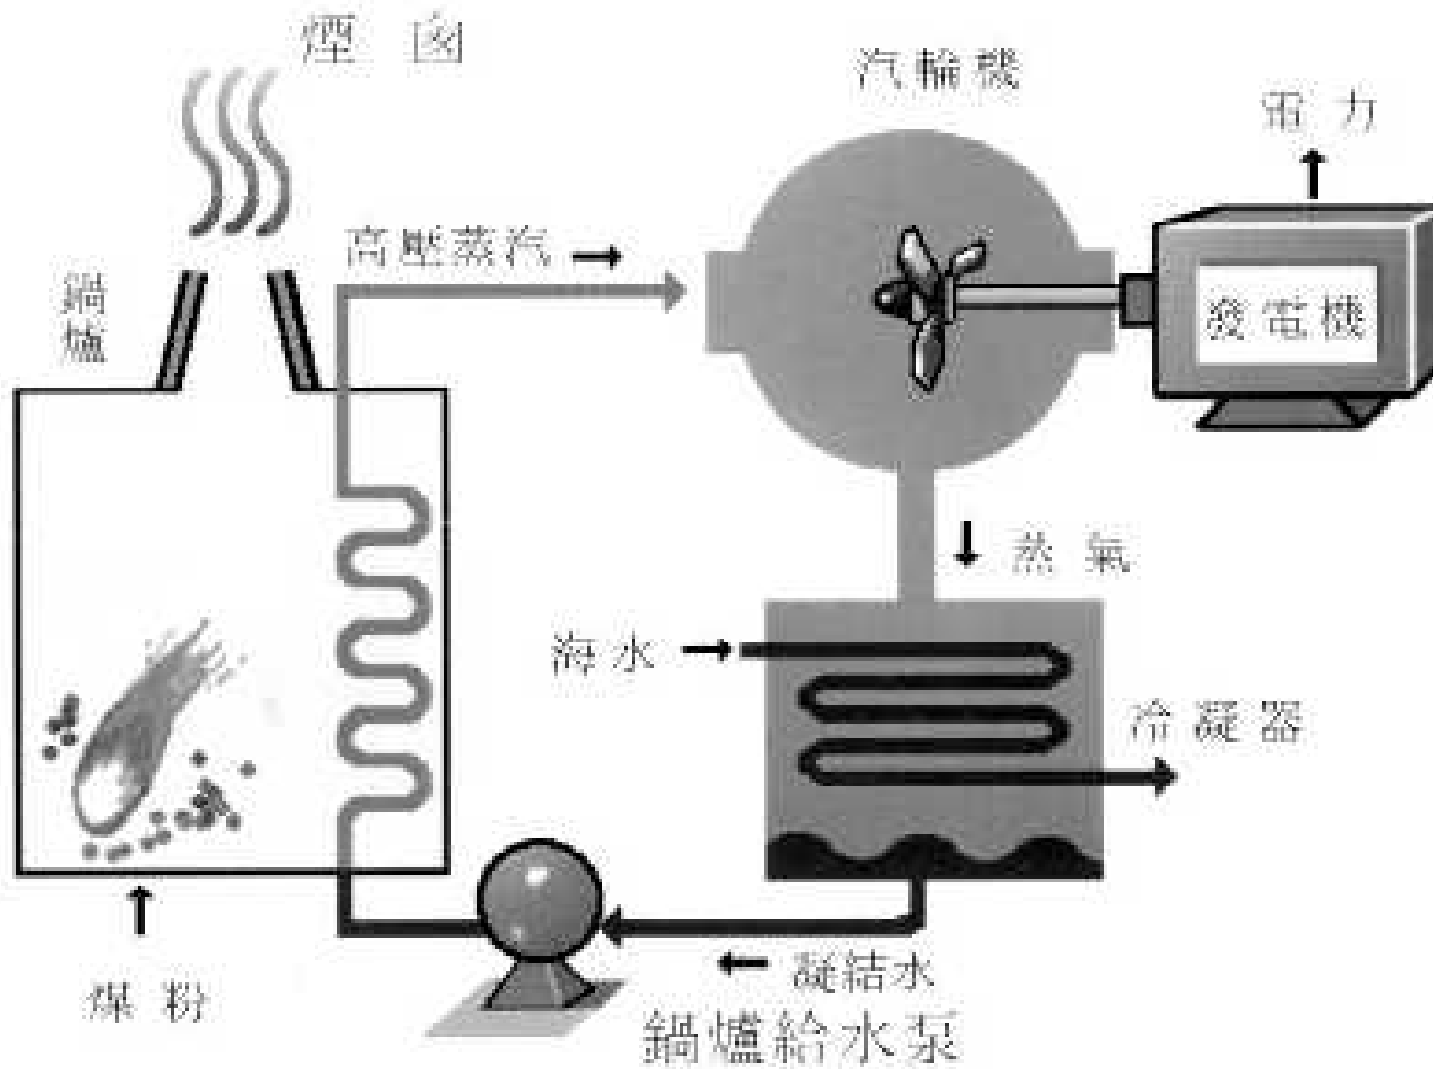 煙囪
汽輪機
電力
高壓蒸汽
鍋爐
發電機
蒸氣
海水
冷凝器
凝結水
煤粉
鍋爐給水泵